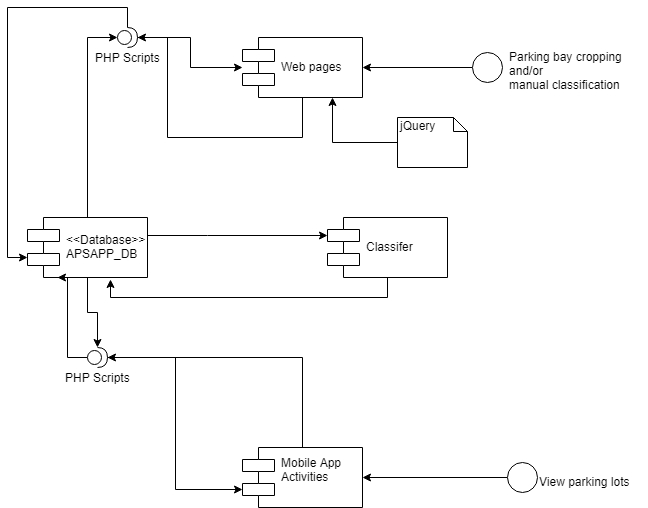 PHP Scripts
Web pages
Parking bay cropping
and/or
manual classification
jQuery
<<Database>>
APSAPP_DB
Classifer
PHP Scripts
Mobile App
Activities
View parking lots